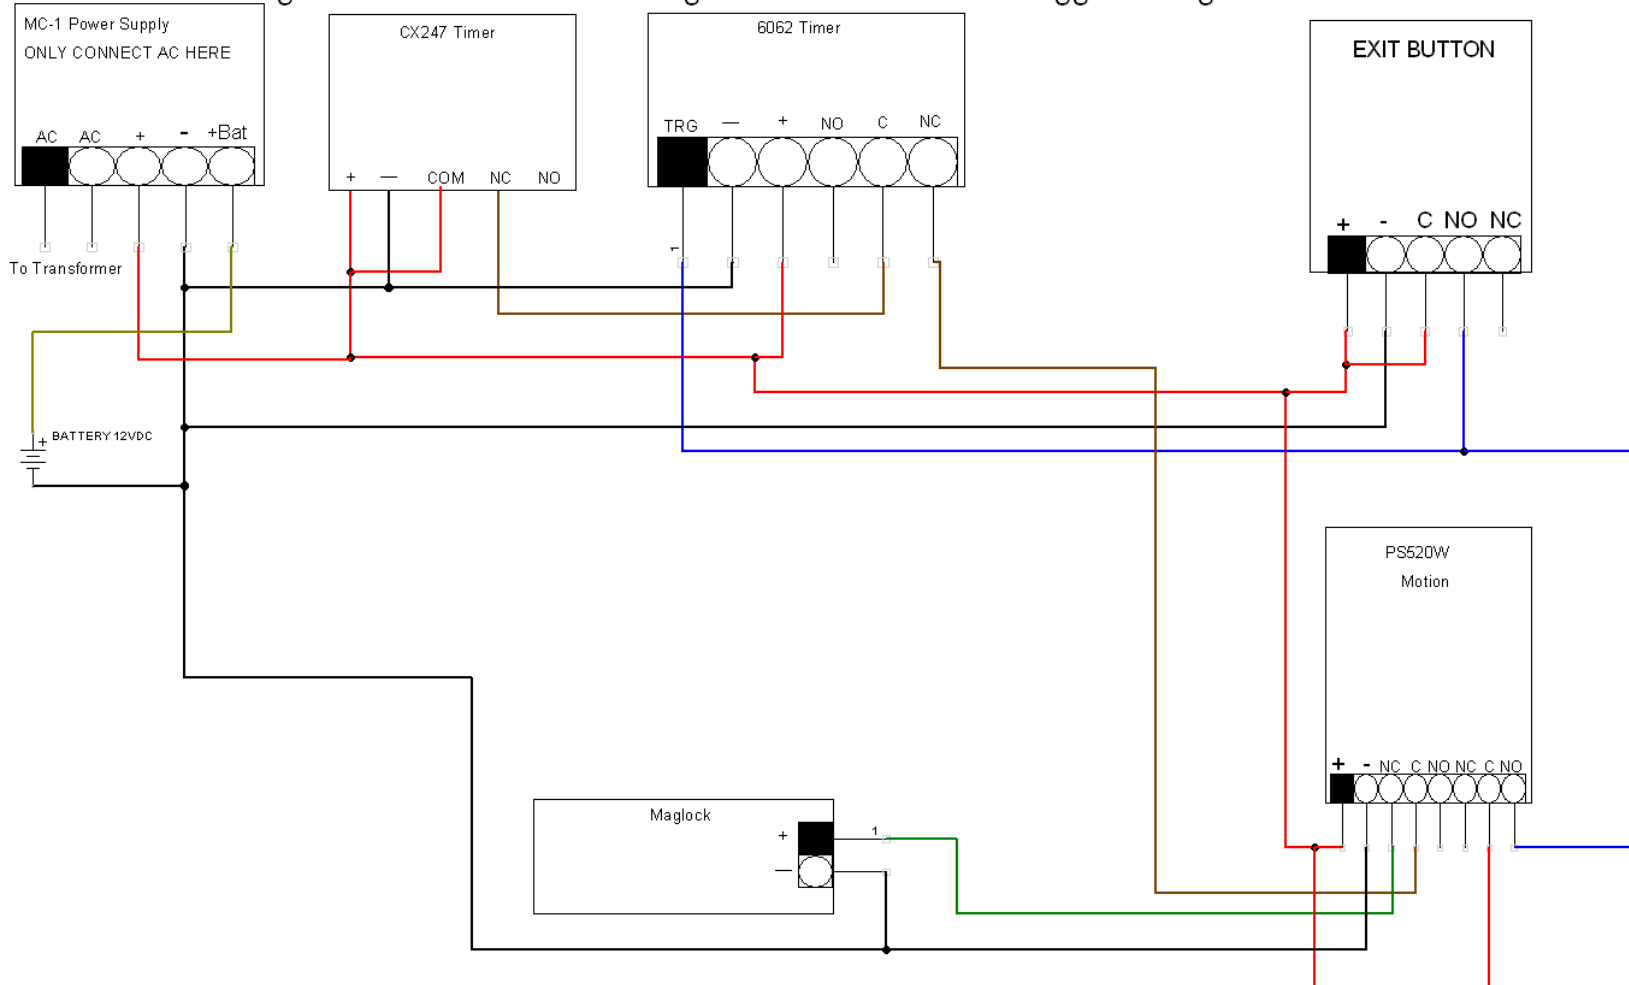 MC-1 Power Supply
ONLY CONNECT AC HERE
AC AC + - +Bat
To Transformer
BATTERY 12VDC
+
CX247 Timer
+ — COM NC NO
6062 Timer
TRG — + NO C NC
1
EXIT BUTTON
+ - C NO NC
PS520W
Motion
+ - NC C NO NC C NO
Maglock
+ 1
—